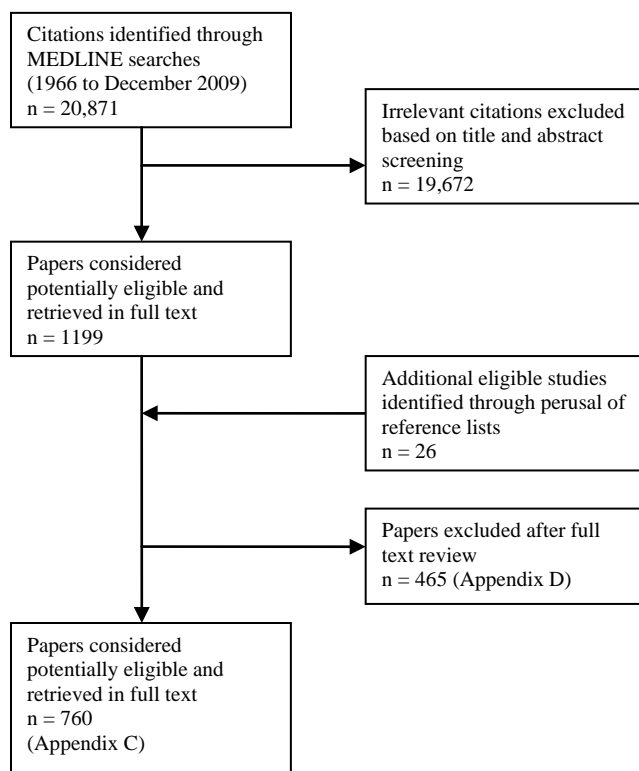 Citations identified through
MEDLINE searches
(1966 to December 2009)
n = 20,871
Irrelevant citations excluded
based on title and abstract
screening
n = 19,672
Papers considered
potentially eligible and
retrieved in full text
n = 1199
Additional eligible studies
identified through perusal of
reference lists
n = 26
Papers excluded after full
text review
n = 465 (Appendix D)
Papers considered
potentially eligible and
retrieved in full text
n = 760
(Appendix C)